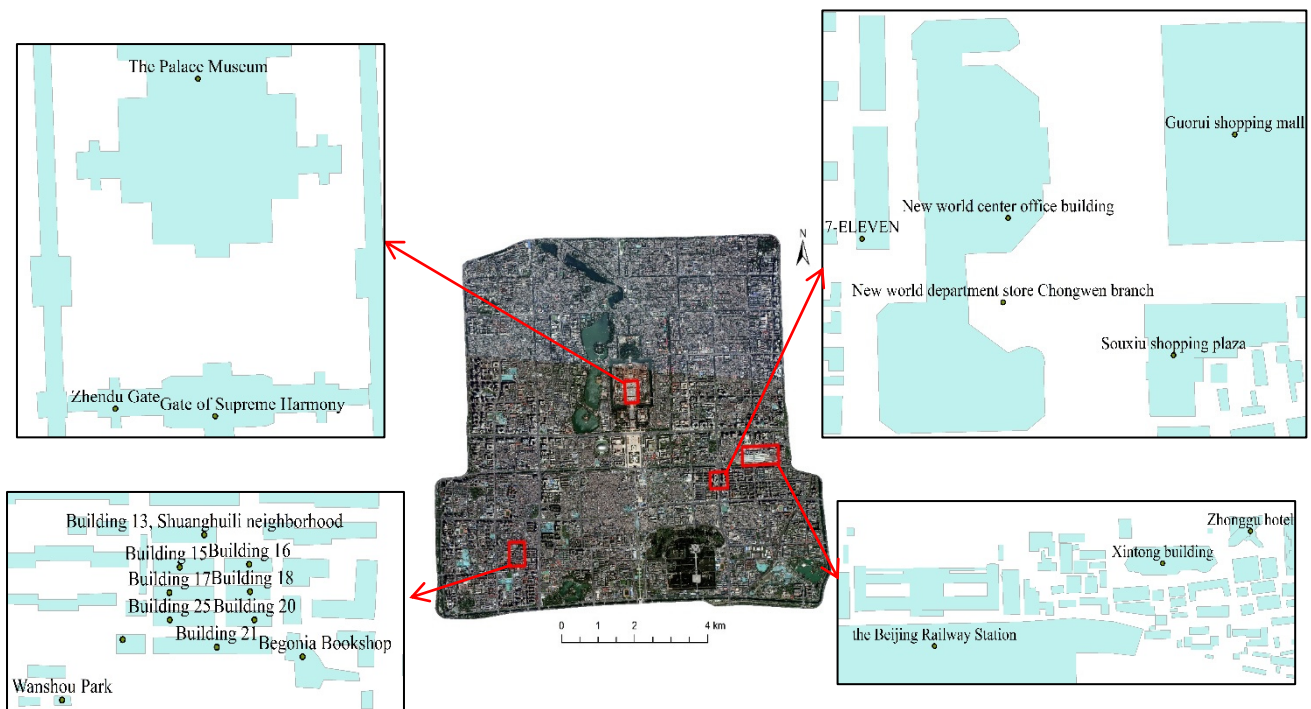 The Palace Museum
Zhendu Gate
Gate of Supreme Harmony
Guorui shopping mall
New world center office building
7-ELEVEN
New world department store Chongwen branch
Souxiu shopping plaza
N
Building 13, Shuanghuili neighborhood
Building 15
Building 16
Building 17
Building 18
Building 25
Building 20
Building 21
Begonia Bookshop
Wanshou Park
0 1 2 4 km
Zhonggu hotel
Xintong building
the Beijing Railway Station